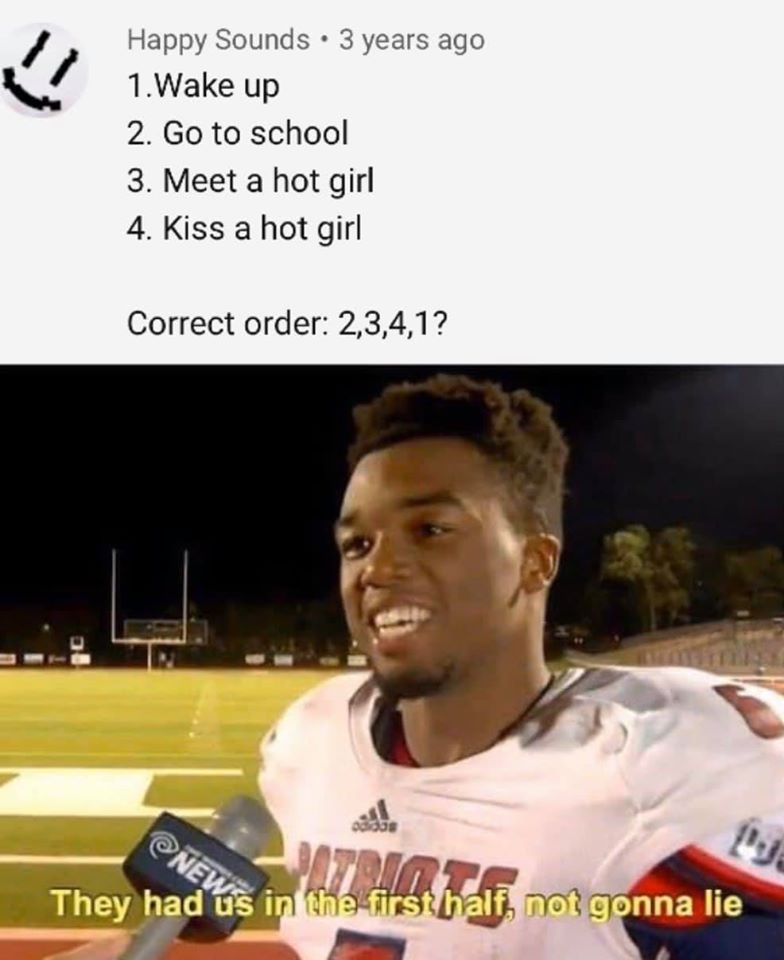 Happy Sounds • 3 years ago
1.Wake up
2. Go to school
3. Meet a hot girl
4. Kiss a hot girl
Correct order: 2,3,4,1?
adidas
PATRIOTS
NEWS
They had us in the first half, not gonna lie